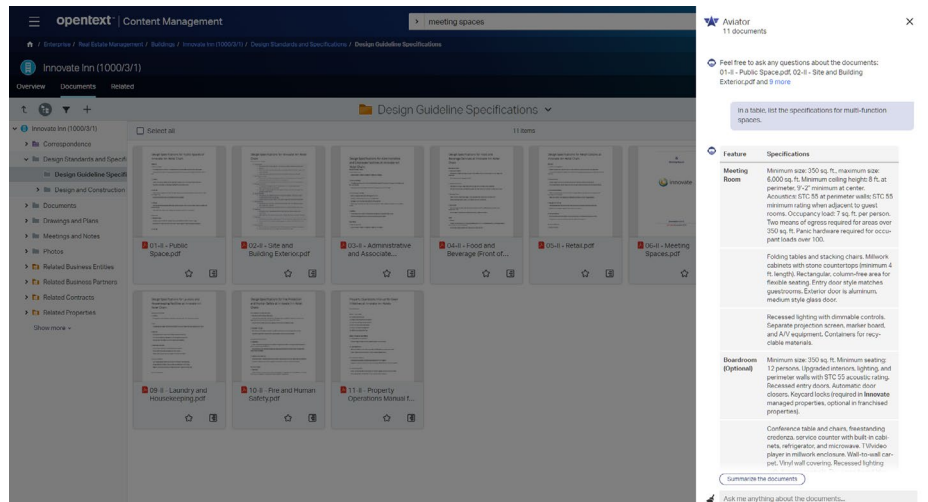 opentext™ | Content Management
meeting spaces
/ Enterprise / Real Estate Management / Buildings / Innovate Inn (1000/3/1) / Design Standards and Specifications / Design Guideline Specifications
Innovate Inn (1000/3/1)
Overview Documents Related
Design Guideline Specifications
Innovate Inn (1000/3/1)
Correspondence
Design Standards and Specifi
Design Guideline Specifi
Design and Construction
Documents
Drawings and Plans
Meetings and Notes
Photos
Related Business Entities
Related Business Partners
Related Contracts
Related Properties
Show more
Select all
11 items
Innovate
01-II - Public
Space.pdf
02-II - Site and
Building Exterior.pdf
03-II - Administrative
and Associate...
04-II - Food and
Beverage (Front of...
05-II - Retail.pdf
06-II - Meeting
Spaces.pdf
09-II - Laundry and
Housekeeping.pdf
10-II - Fire and Human
Safety.pdf
11-II - Property
Operations Manual f...
Aviator
11 documents
Feel free to ask any questions about the documents:
01-II - Public Space.pdf, 02-II - Site and Building
Exterior.pdf and 9 more
In a table, list the specifications for multi-function
spaces.
Feature Specifications
Meeting
Room
Minimum size: 350 sq. ft., maximum size:
6,000 sq. ft. Minimum ceiling height: 8 ft. at
perimeter, 9'-2" minimum at center.
Acoustics: STC 55 at perimeter walls; STC 55
minimum rating when adjacent to guest
rooms. Occupancy load: 7 sq. ft. per person.
Two means of egress required for areas over
350 sq. ft. Panic hardware required for occu-
pant loads over 100.
Folding tables and stacking chairs. Millwork
cabinets with stone countertops (minimum 4
ft. length). Rectangular, column-free area for
flexible seating. Entry door style matches
guestrooms. Exterior door is aluminum,
medium style glass door.
Recessed lighting with dimmable controls.
Separate projection screen, marker board,
and A/V equipment. Containers for recy-
clable materials.
Boardroom
(Optional)
Minimum size: 350 sq. ft. Minimum seating:
12 persons. Upgraded interiors, lighting, and
perimeter walls with STC 55 acoustic rating.
Recessed entry doors. Automatic door
closers. Keycard locks (required in Innovate
managed properties, optional in franchised
properties).
Conference table and chairs, freestanding
credenza, service counter with built-in cabi-
nets, refrigerator, and microwave. TV/video
player in millwork enclosure. Wall-to-wall car-
pet. Vinyl wall covering. Recessed lighting
Summarize the documents
Ask me anything about the documents...